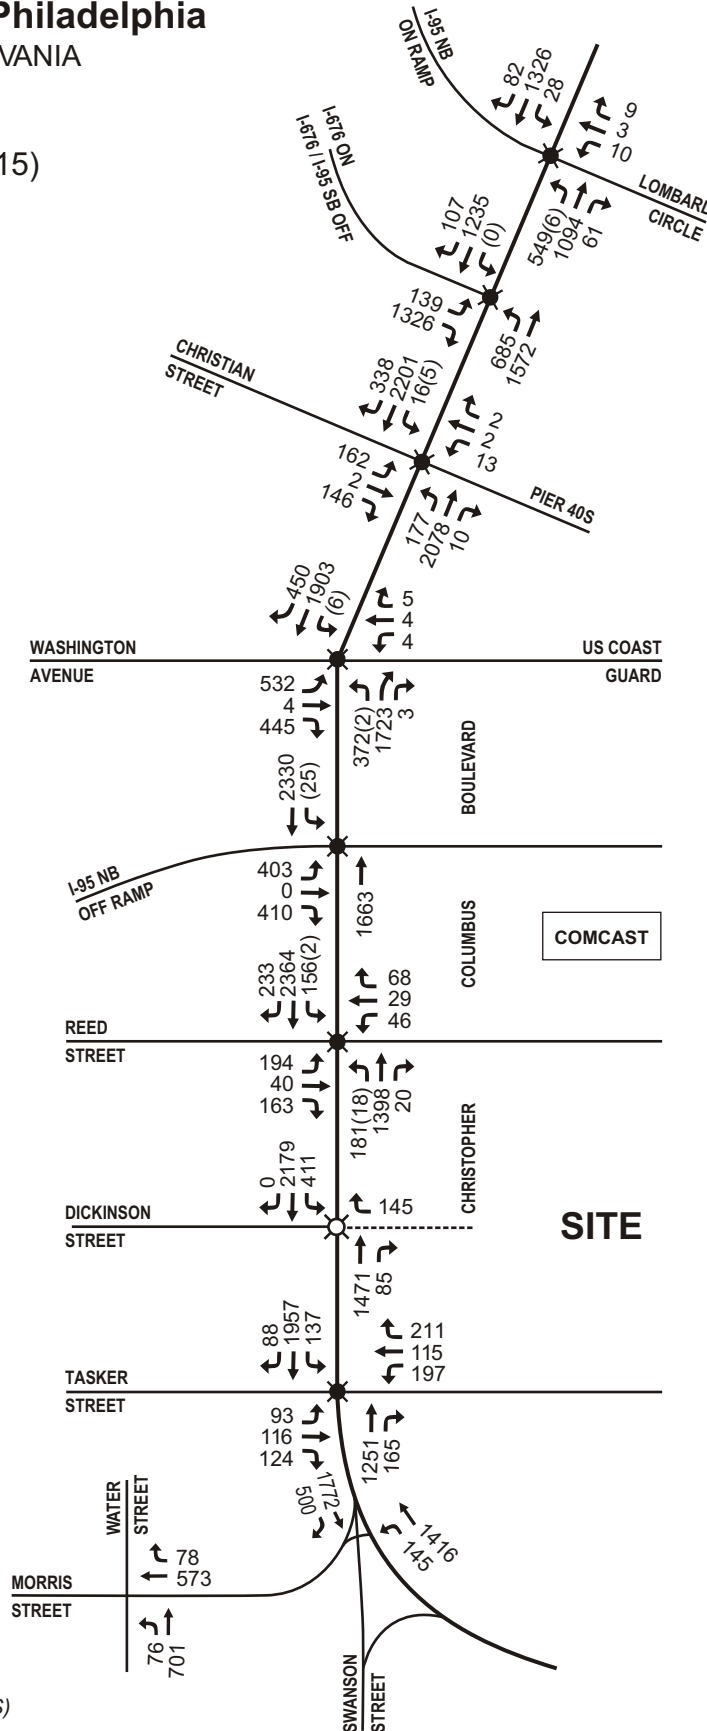 Philadelphia
VANIA
15)
I-95 NB
ON RAMP
82
1326
28
9
3
10
LOMBARD
CIRCLE
549(6)
1094
61
I-676 ON
I-676 / I-95 SB OFF
107
1235
(0)
139
1326
685
1572
CHRISTIAN
STREET
338
2201
16(5)
2
2
13
162
2
146
PIER 40S
177
2078
10
450
1903
(6)
5
4
4
WASHINGTON
AVENUE
US COAST
GUARD
532
4
445
372(2)
1723
3
BOULEVARD
2330
(25)
I-95 NB
OFF RAMP
403
0
410
1663
COLUMBUS
COMCAST
233
2364
156(2)
68
29
46
REED
STREET
194
40
163
181(18)
1398
20
CHRISTOPHER
0
2179
411
145
DICKINSON
STREET
SITE
1471
85
88
1957
137
211
115
197
TASKER
STREET
93
116
124
1251
165
500
1772
1416
145
WATER
STREET
78
573
MORRIS
STREET
76
701
SWANSON
STREET
S)